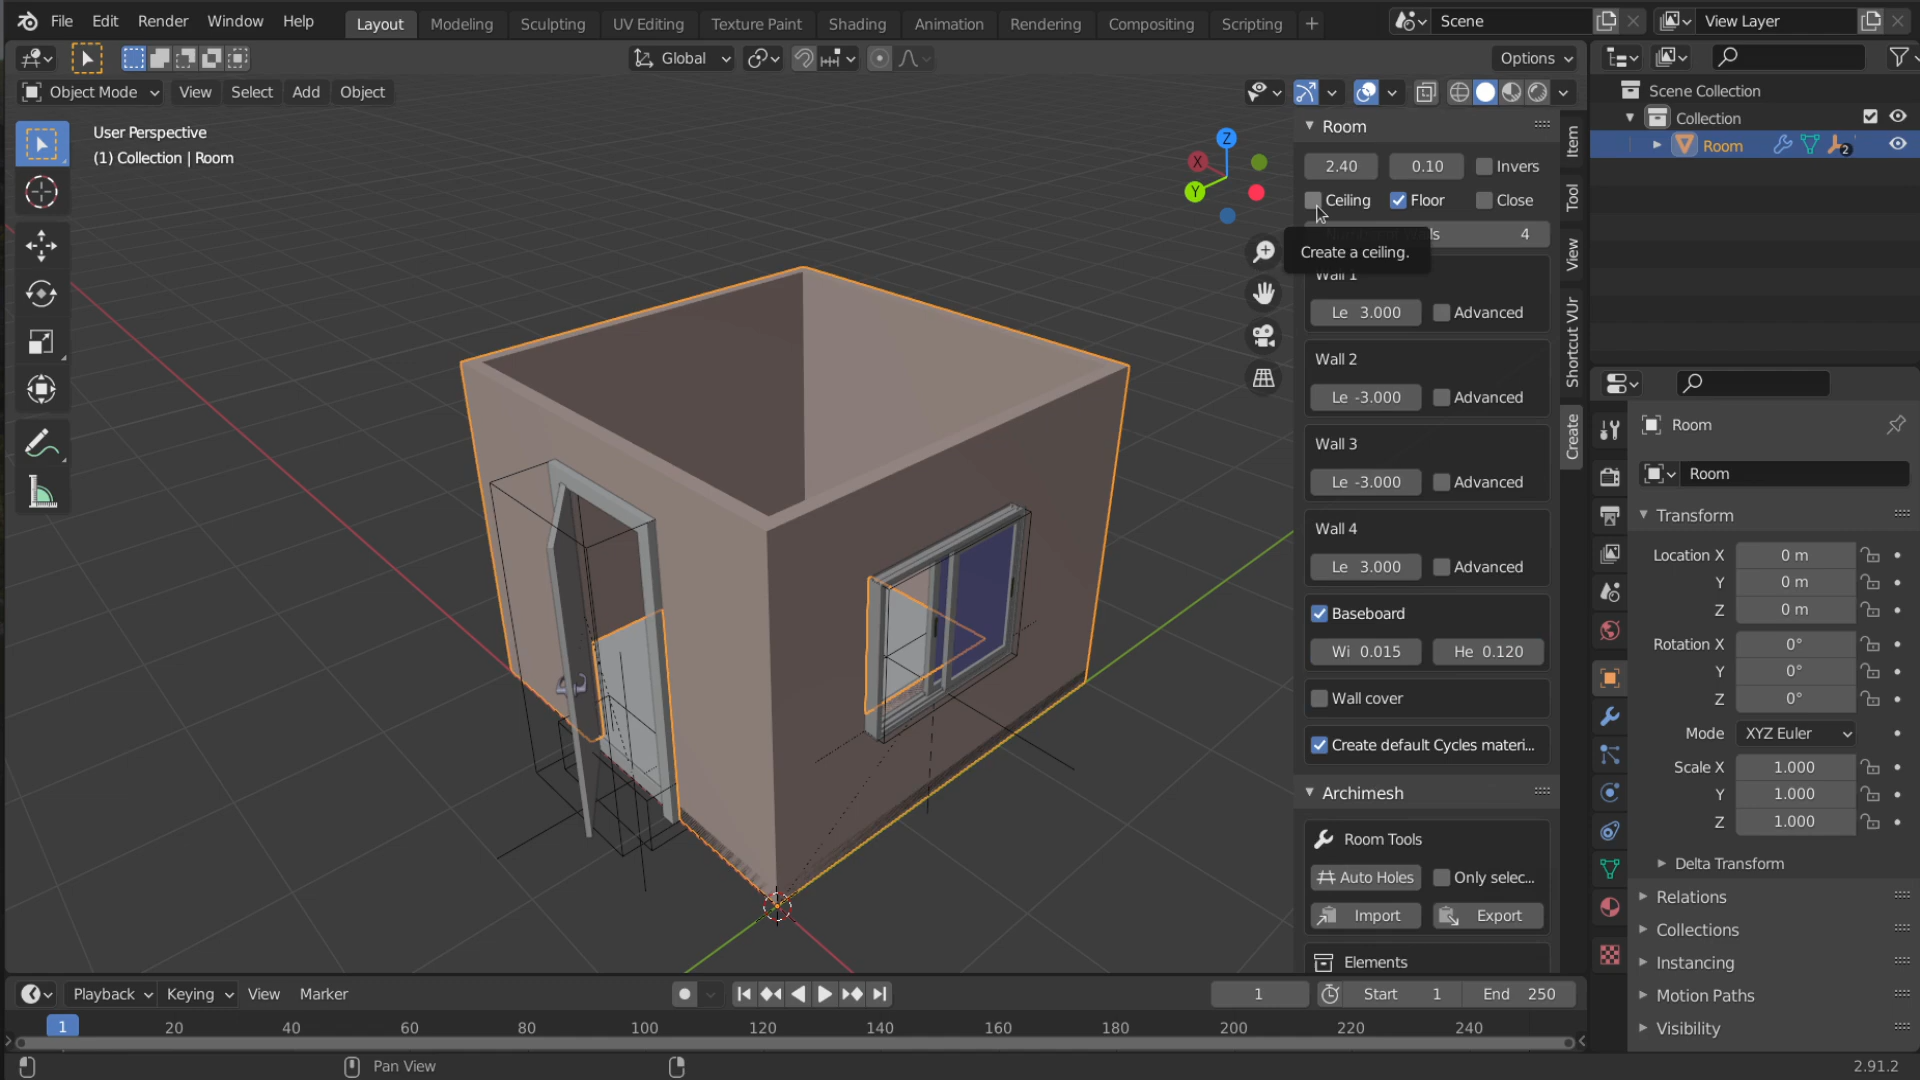 File Edit Render Window Help Layout Modeling Sculpting UV Editing Texture Paint Shading Animation Rendering Compositing Scripting + Scene View Layer
Global Options
Object Mode View Select Add Object
User Perspective
(1) Collection | Room
Z
X
Y
Room
2.40 0.10 Invers
Ceiling Floor Close
4
Create a ceiling.
Wall 1
Le 3.000 Advanced
Wall 2
Le -3.000 Advanced
Wall 3
Le -3.000 Advanced
Wall 4
Le 3.000 Advanced
Baseboard
Wi 0.015 He 0.120
Wall cover
Create default Cycles materi...
Archimesh
Room Tools
Auto Holes Only selec...
Import Export
Elements
Item
Tool
View
Shortcut VUr
Create
Scene Collection
Collection
Room 2
Room
Room
Transform
Location X 0 m
Y 0 m
Z 0 m
Rotation X 0°
Y 0°
Z 0°
Mode XYZ Euler
Scale X 1.000
Y 1.000
Z 1.000
Delta Transform
Relations
Collections
Instancing
Motion Paths
Visibility
Playback Keying View Marker 1 Start 1 End 250
1 20 40 60 80 100 120 140 160 180 200 220 240
Pan View 2.91.2